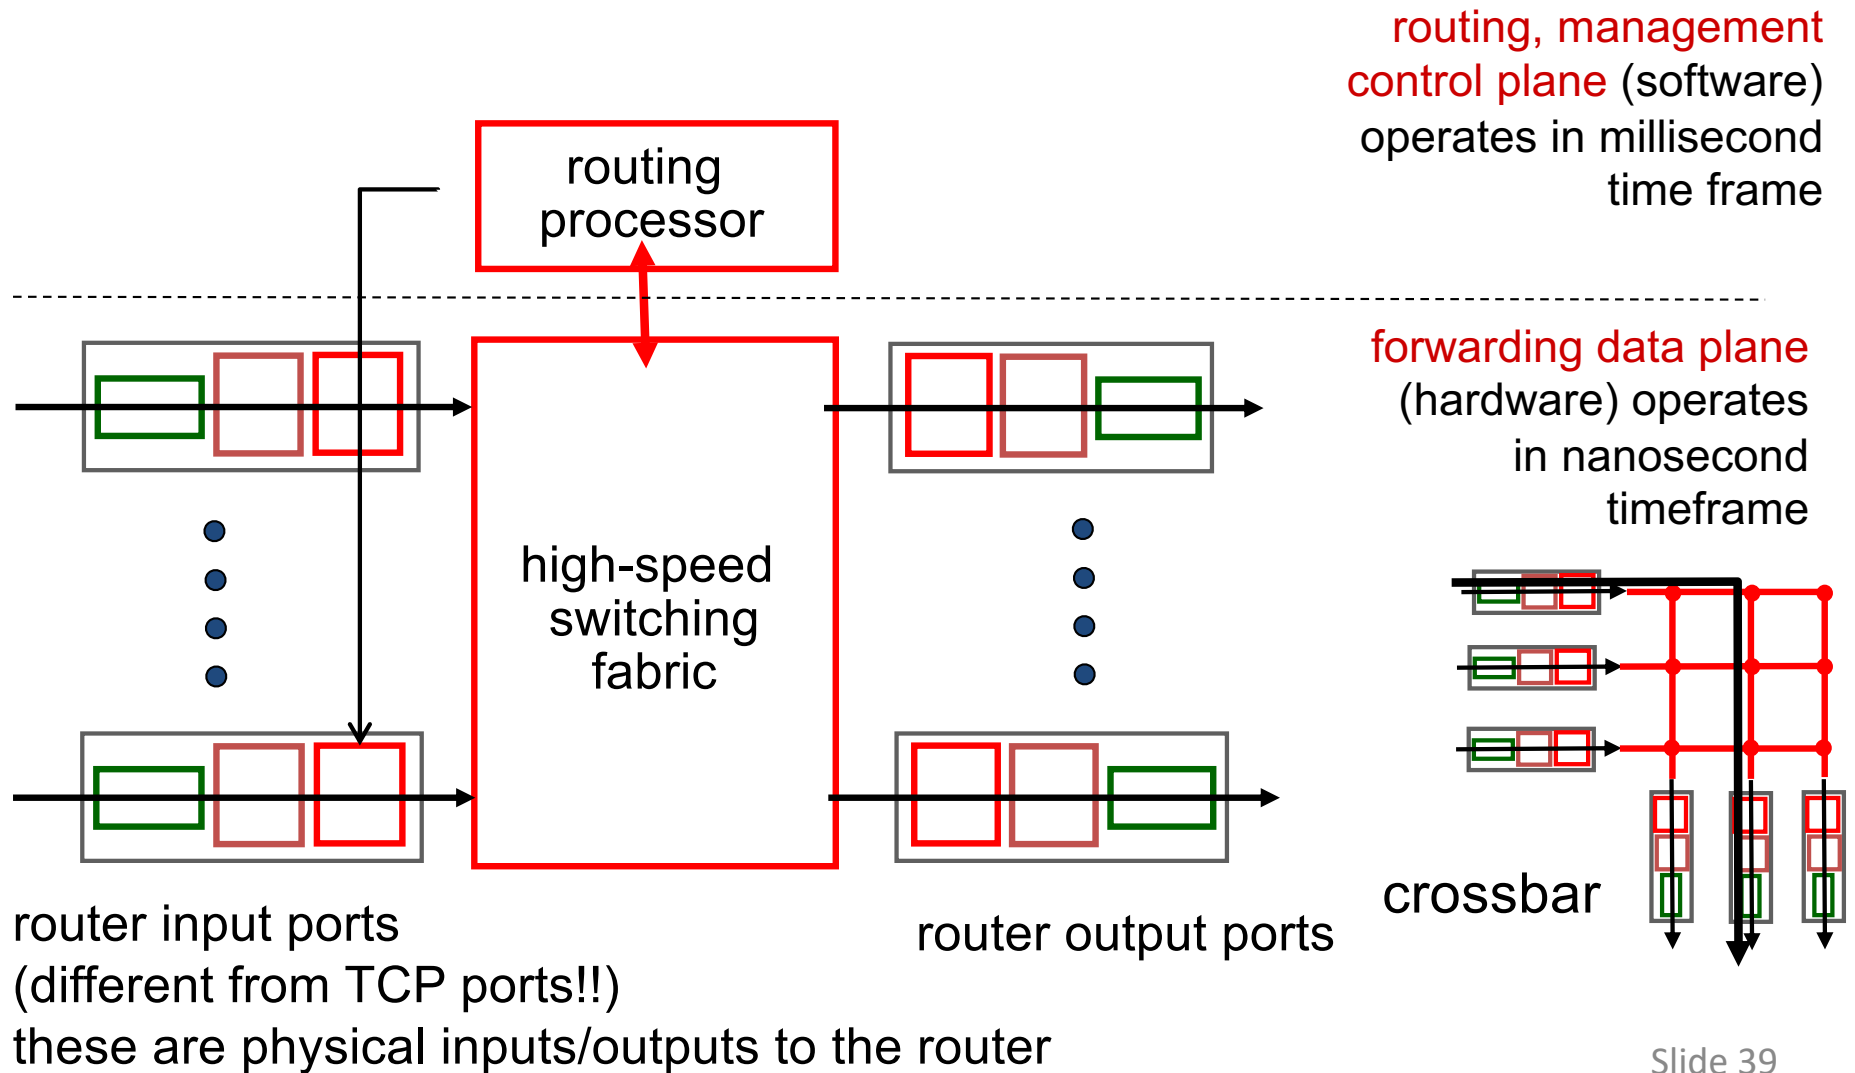 routing, management
control plane (software)
operates in millisecond
time frame
routing
processor
forwarding data plane
(hardware) operates
in nanosecond
timeframe
high-speed
switching
fabric
crossbar
router input ports
(different from TCP ports!!)
these are physical inputs/outputs to the router
router output ports
Slide 39